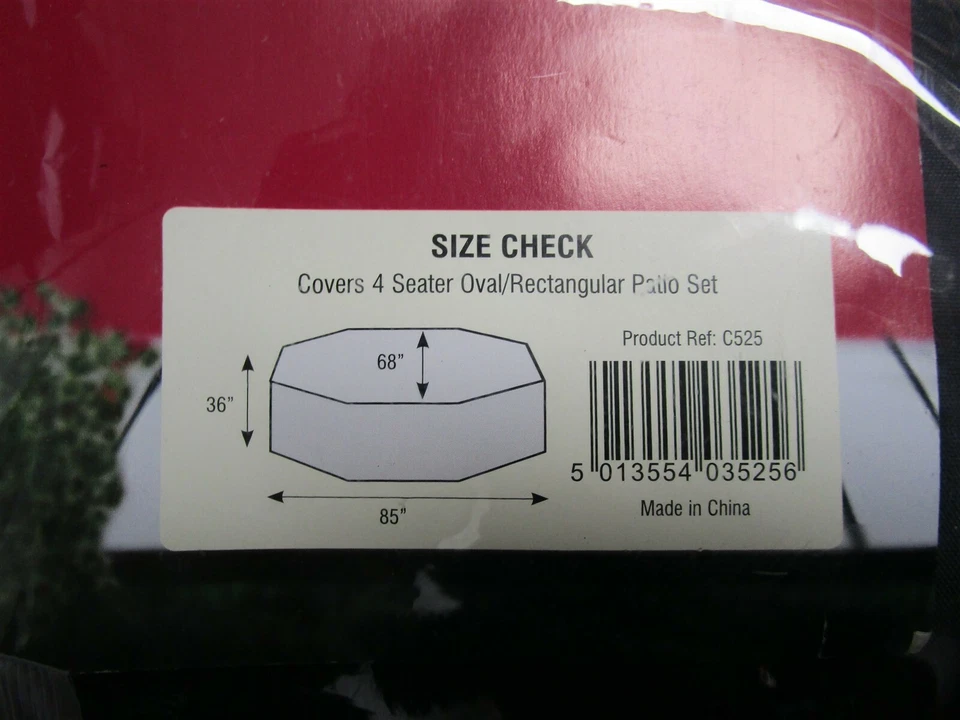 SIZE CHECK
Covers 4 Seater Oval/Rectangular Patio Set
68”
36”
85”
Product Ref: C525
5 013554 035256
Made in China